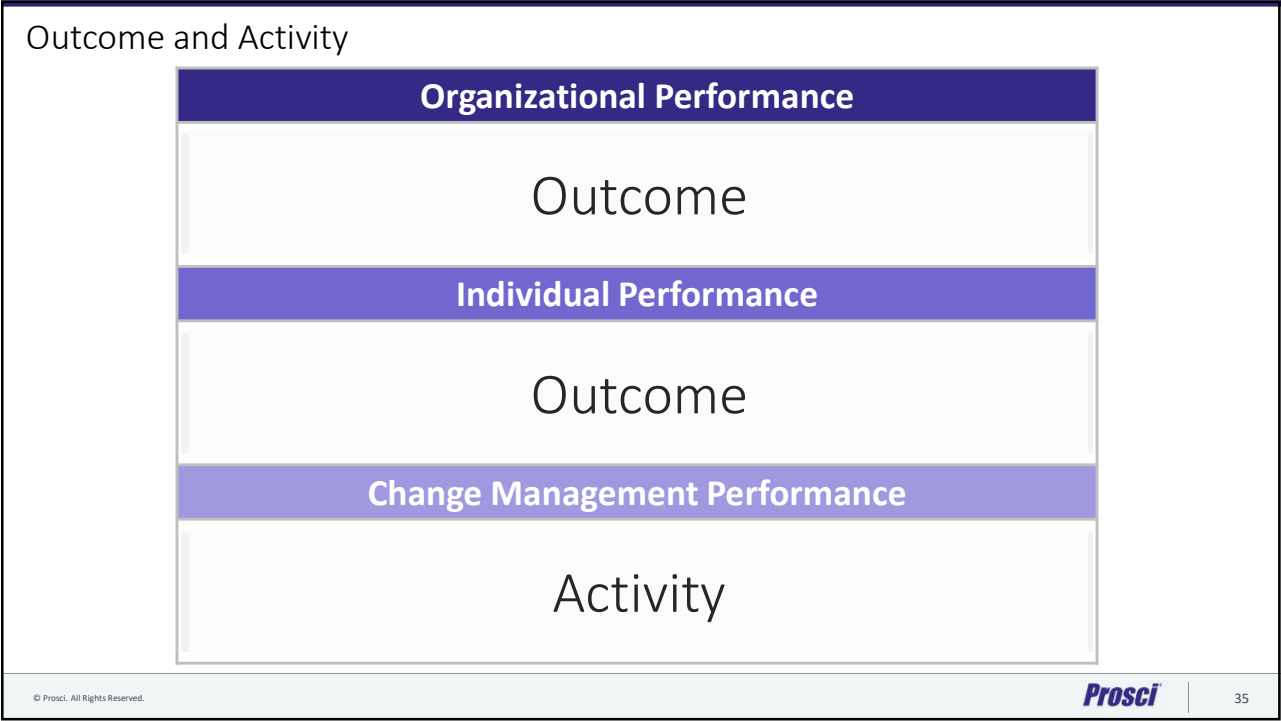 Outcome and Activity
Organizational Performance
Outcome
Individual Performance
Outcome
Change Management Performance
Activity
© Prosci. All Rights Reserved.
Prosci
35